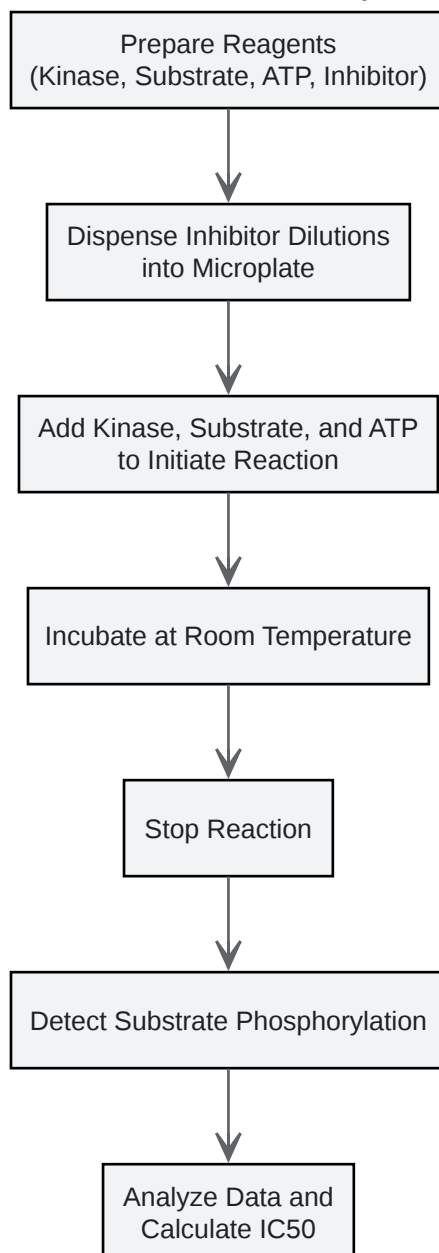 Prepare Reagents
(Kinase, Substrate, ATP, Inhibitor)
Dispense Inhibitor Dilutions
into Microplate
Add Kinase, Substrate, and ATP
to Initiate Reaction
Incubate at Room Temperature
Stop Reaction
Detect Substrate Phosphorylation
Analyze Data and
Calculate IC50